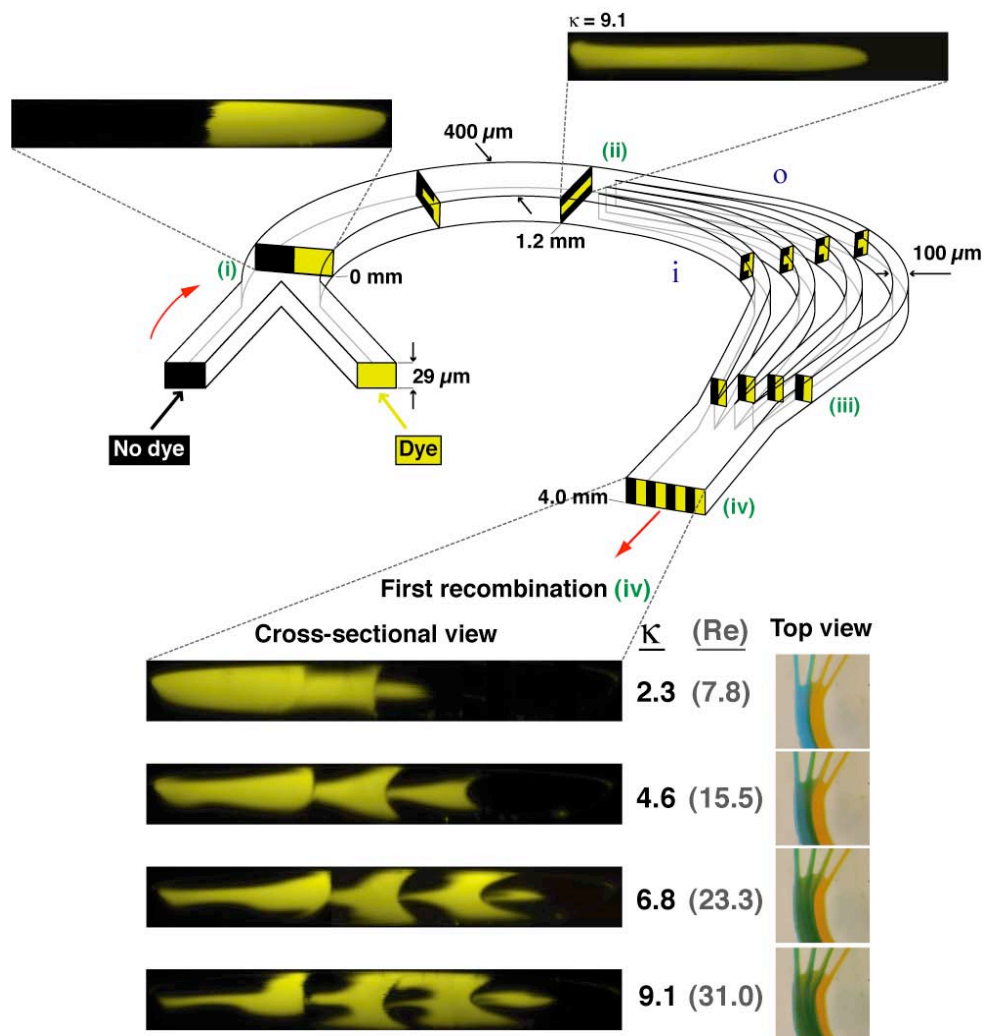 κ = 9.1
400 µm
(ii)
o
(i)
0 mm
1.2 mm
i
100 µm
29 µm
No dye
Dye
(iii)
4.0 mm
(iv)
First recombination (iv)
Cross-sectional view κ (Re) Top view
2.3 (7.8)
4.6 (15.5)
6.8 (23.3)
9.1 (31.0)